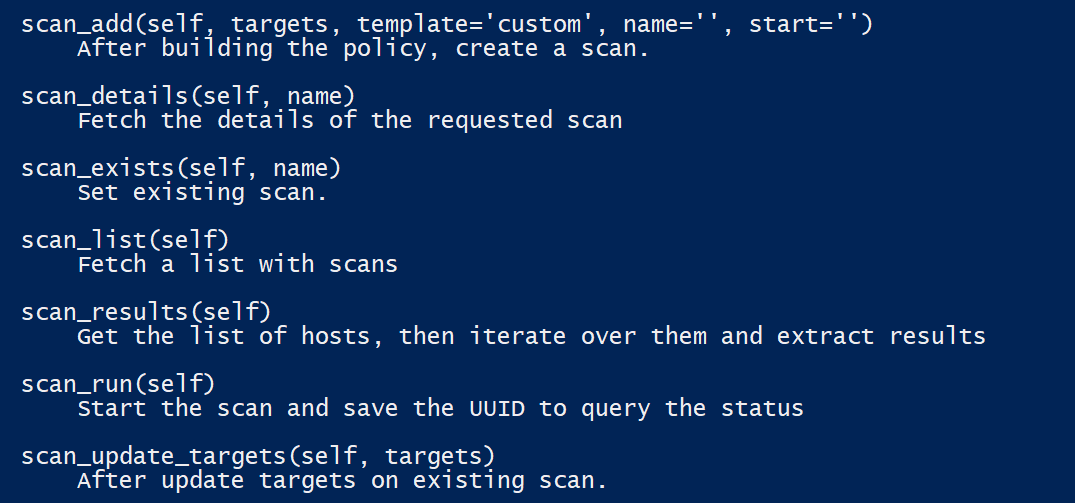 scan_add(self, targets, template='custom', name='', start='')
After building the policy, create a scan.
scan_details(self, name)
Fetch the details of the requested scan
scan_exists(self, name)
Set existing scan.
scan_list(self)
Fetch a list with scans
scan_results(self)
Get the list of hosts, then iterate over them and extract results
scan_run(self)
Start the scan and save the UUID to query the status
scan_update_targets(self, targets)
After update targets on existing scan.